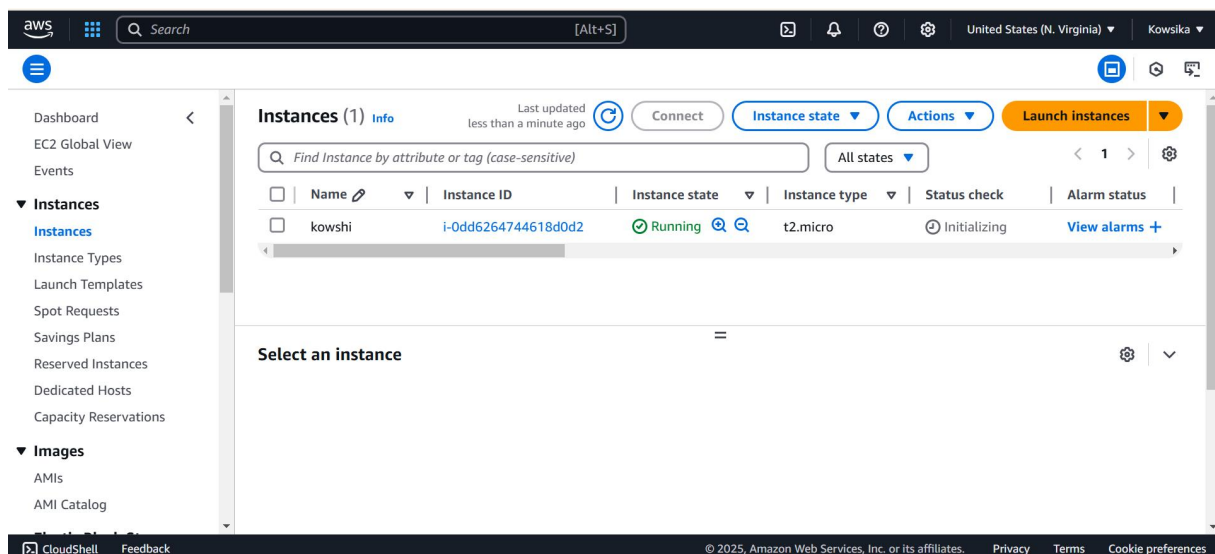 aws
Search [Alt+S]
United States (N. Virginia) ▼
Kowsika ▼
Dashboard
EC2 Global View
Events
▼ Instances
Instances
Instance Types
Launch Templates
Spot Requests
Savings Plans
Reserved Instances
Dedicated Hosts
Capacity Reservations
▼ Images
AMIs
AMI Catalog
Instances (1) Info
Last updated
less than a minute ago
Connect
Instance state ▼
Actions ▼
Launch instances ▼
Find Instance by attribute or tag (case-sensitive)
All states ▼
< 1 >
Name Instance ID Instance state Instance type Status check Alarm status
kowshi i-0dd6264744618d0d2 Running t2.micro Initializing View alarms +
Select an instance
CloudShell Feedback © 2025, Amazon Web Services, Inc. or its affiliates. Privacy Terms Cookie preferences